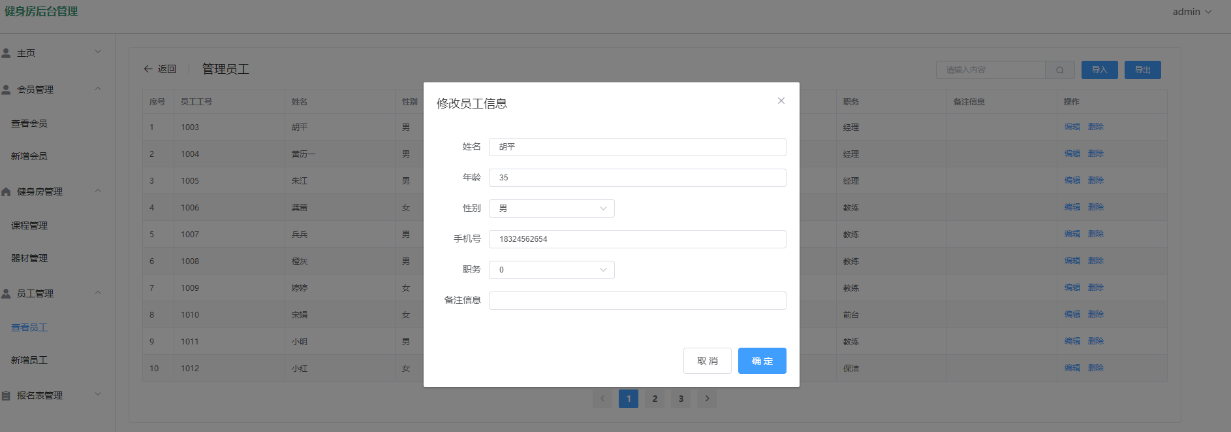 健身房后台管理
admin
主页
会员管理
查看会员
新增会员
健身房管理
课程管理
器材管理
员工管理
查看员工
新增员工
报名表管理
返回 管理员工
请输入内容 导入 导出
序号 员工工号 姓名 性别 职务 备注信息 操作
1 1003 胡平 男 经理 编辑 删除
2 1004 黄历一 男 经理 编辑 删除
3 1005 朱江 男 经理 编辑 删除
4 1006 女 教练 编辑 删除
5 1007 兵兵 男 教练 编辑 删除
6 1008 橙灰 男 教练 编辑 删除
7 1009 婷婷 女 教练 编辑 删除
8 1010 宋娟 女 前台 编辑 删除
9 1011 小明 男 教练 编辑 删除
10 1012 小红 女 保洁 编辑 删除
1 2 3
修改员工信息
姓名 胡平
年龄 35
性别 男
手机号 18324562654
职务 0
备注信息
取消 确定